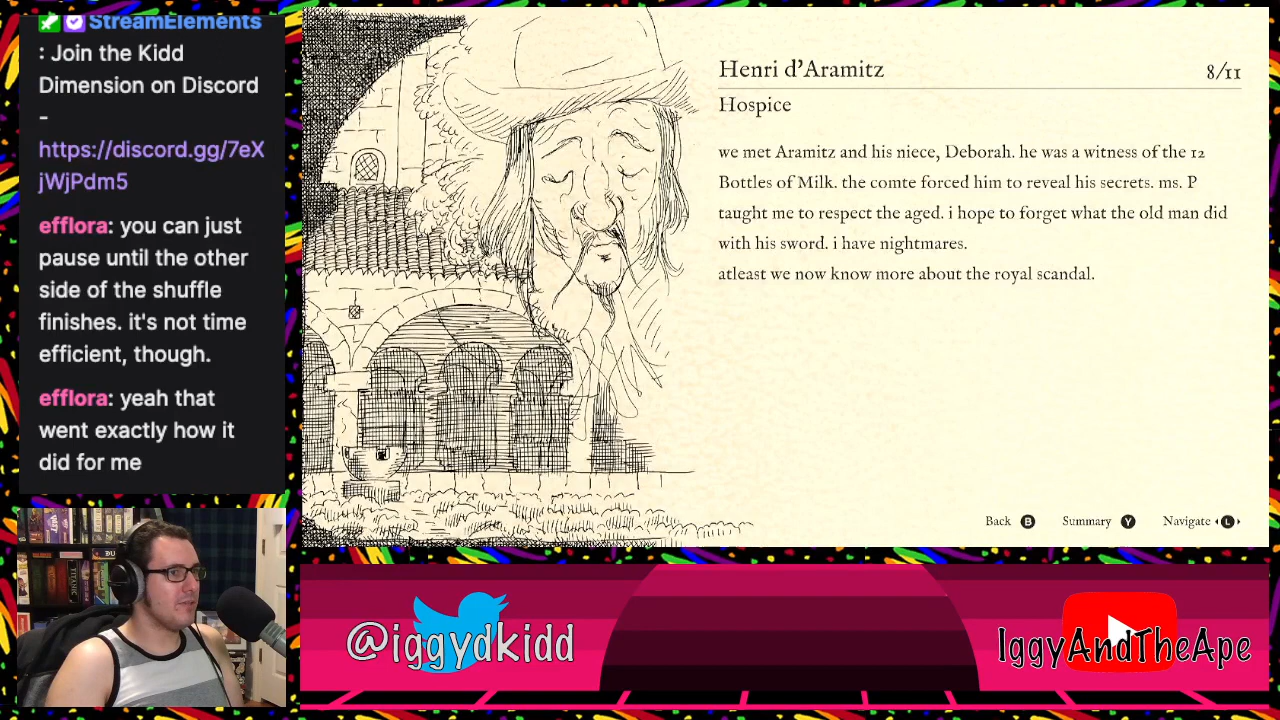 StreamElements
: Join the Kidd
Dimension on Discord
-
https://discord.gg/7eX
jWjPdm5
efflora: you can just
pause until the other
side of the shuffle
finishes. it's not time
efficient, though.
efflora: yeah that
went exactly how it
did for me
Henri d'Aramitz
8/11
Hospice
we met Aramitz and his niece, Deborah. he was a witness of the 12
Bottles of Milk. the comte forced him to reveal his secrets. ms. P
taught me to respect the aged. i hope to forget what the old man did
with his sword. i have nightmares.
atleast we now know more about the royal scandal.
Back B Summary Y Navigate L
TITANIC
@iggydkidd
IggyAndTheApe